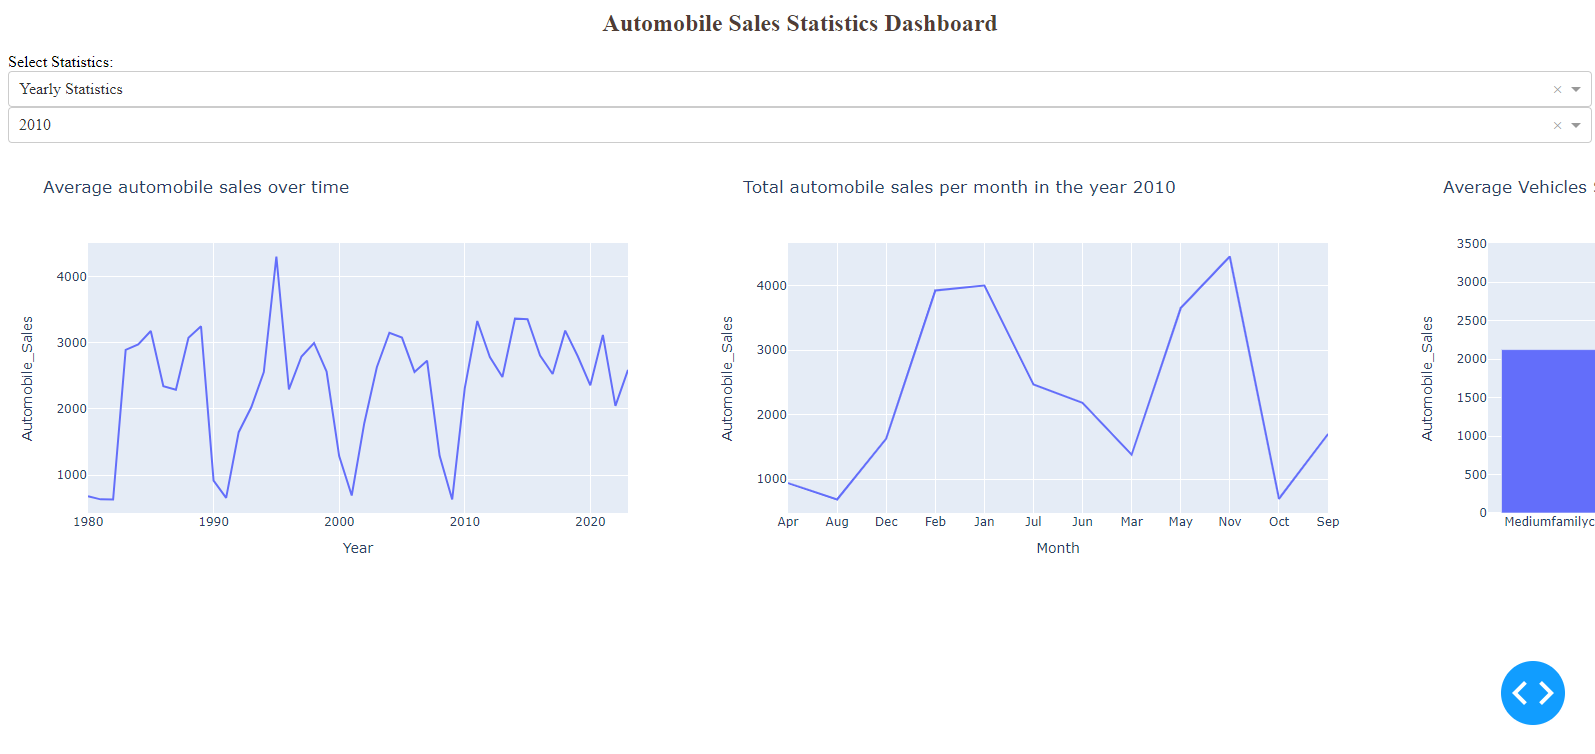 Automobile Sales Statistics Dashboard
Select Statistics:
Yearly Statistics
2010
Average automobile sales over time
Automobile_Sales
4000
3000
2000
1000
1980 1990 2000 2010 2020
Year
Total automobile sales per month in the year 2010
Automobile_Sales
4000
3000
2000
1000
Apr Aug Dec Feb Jan Jul Jun Mar May Nov Oct Sep
Month
Average Vehicles
Automobile_Sales
3500
3000
2500
2000
1500
1000
500
0
Mediumfamilyc